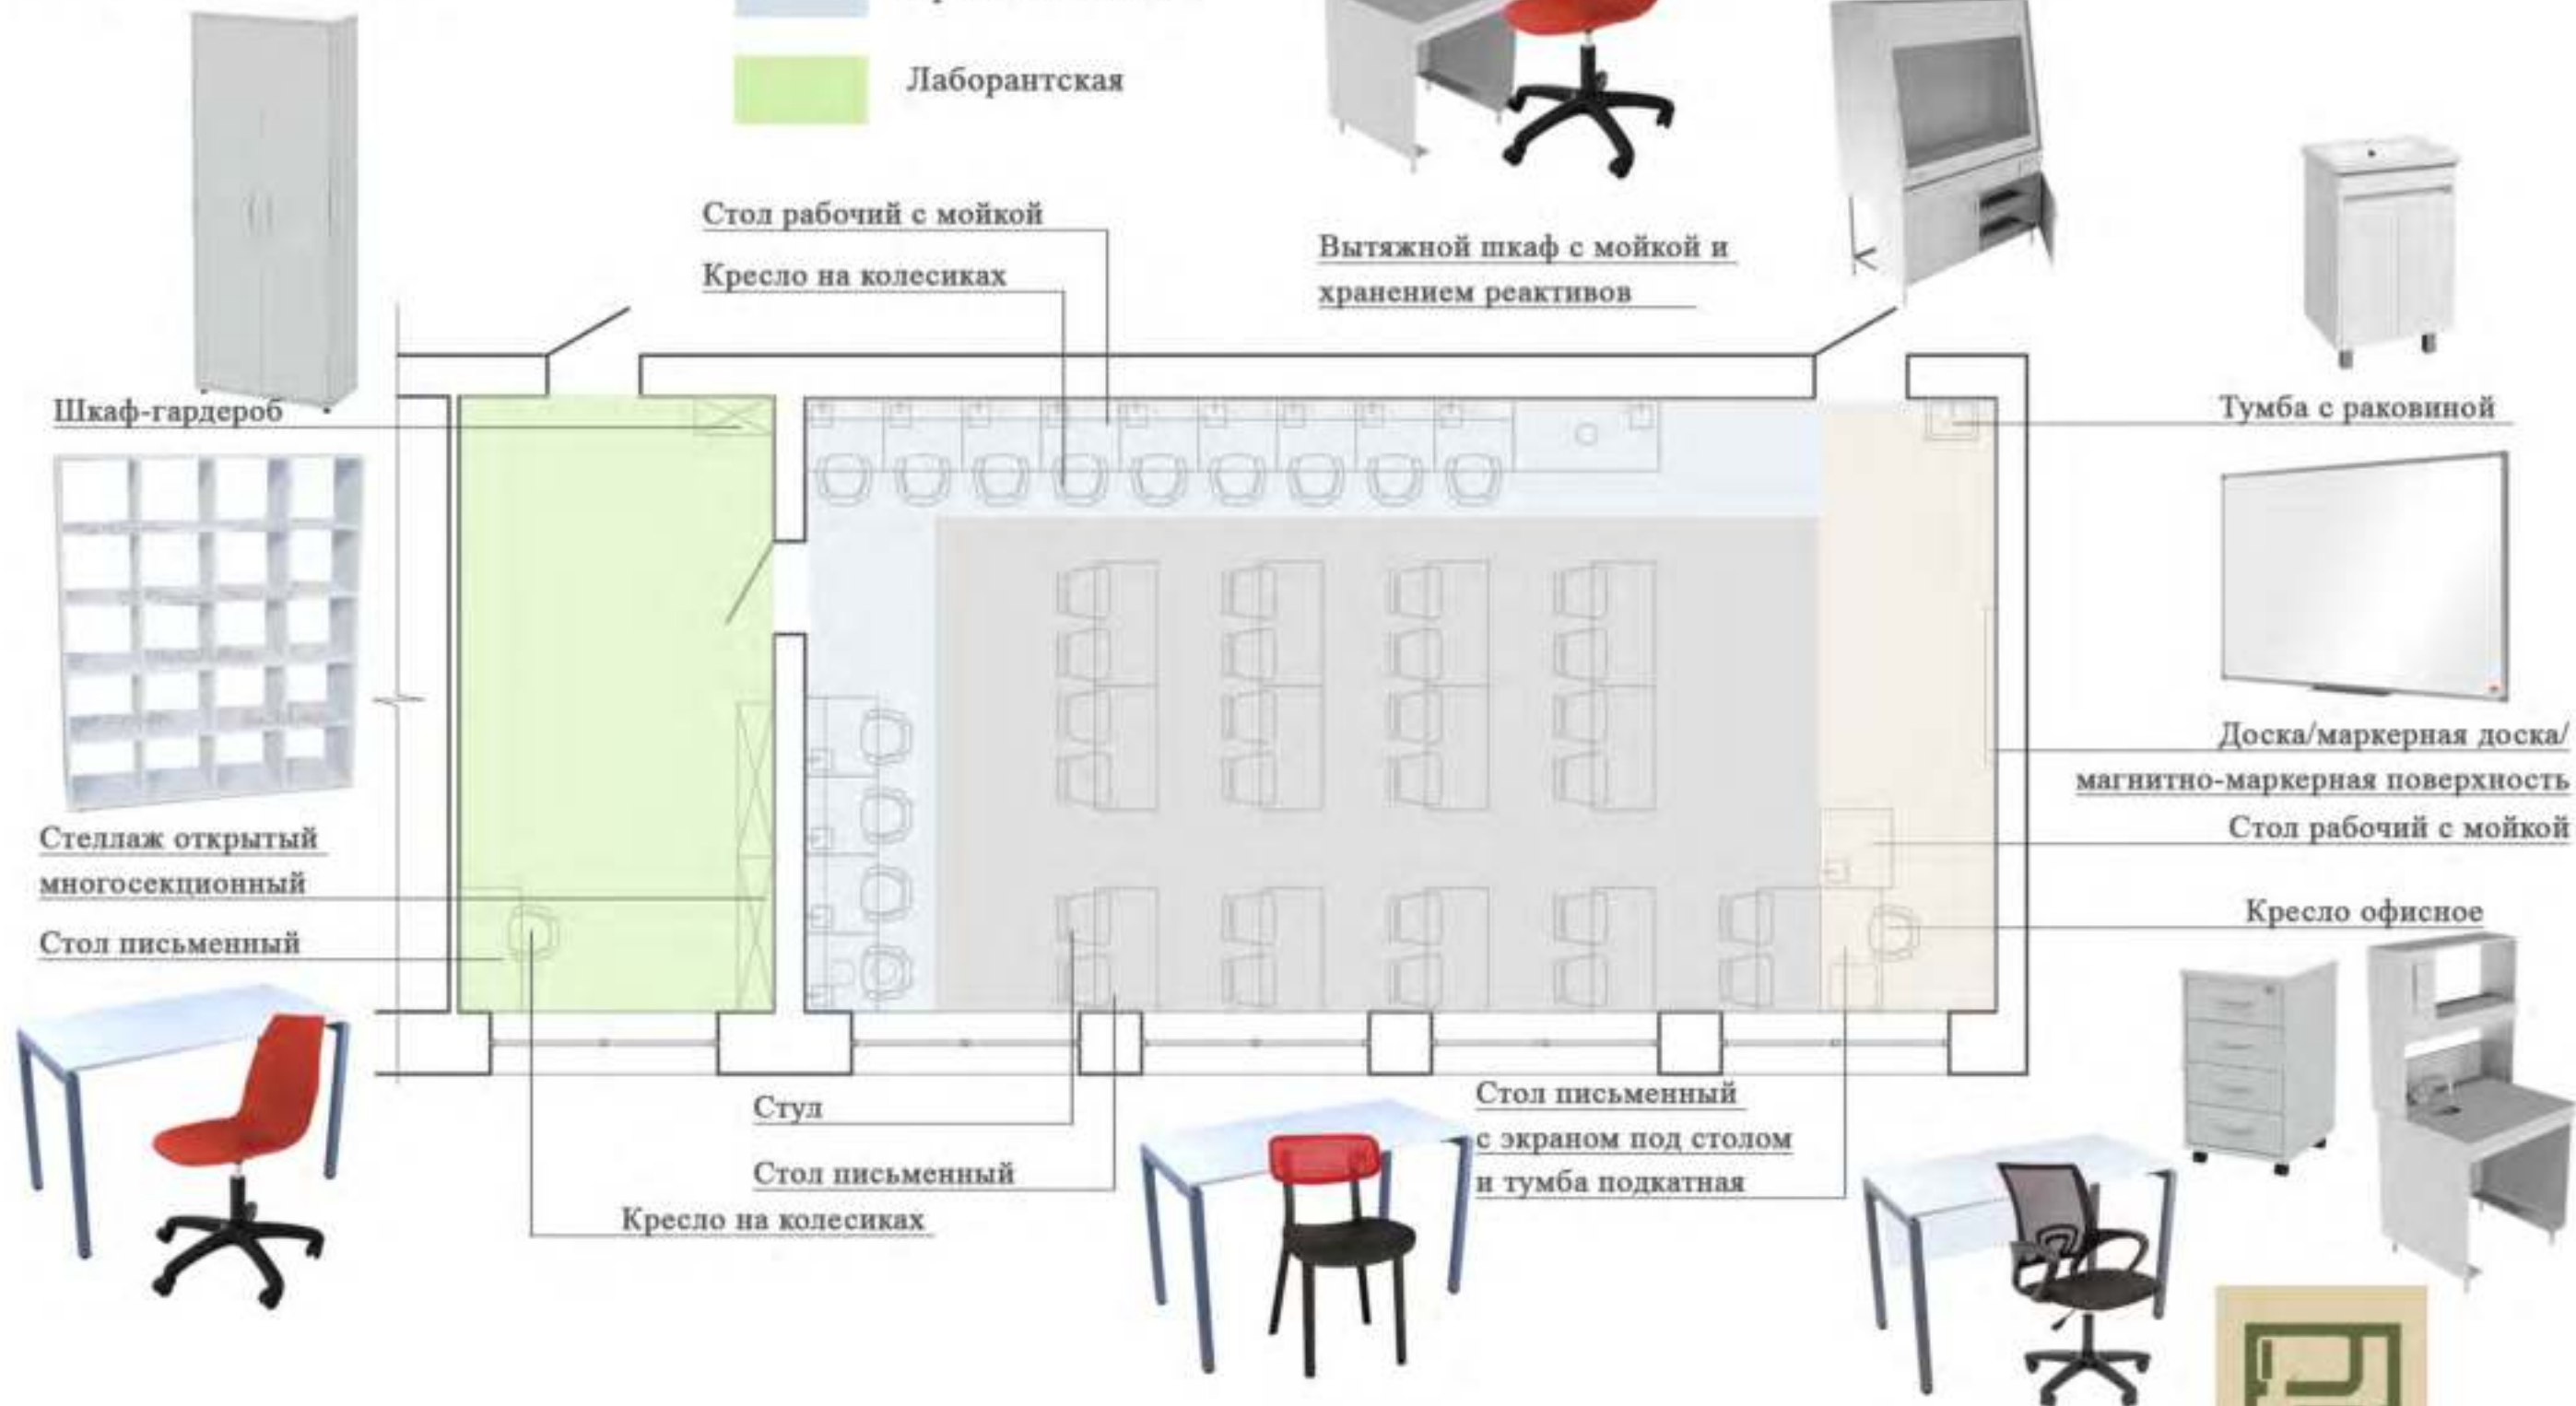 Лаборантская
Стол рабочий с мойкой
Кресло на колесиках
Вытяжной шкаф с мойкой и
хранением реактивов
Шкаф-гардероб
Тумба с раковиной
Доска/маркерная доска/
магнитно-маркерная поверхность
Стол рабочий с мойкой
Стеллаж открытый
многосекционный
Кресло офисное
Стол письменный
Стул
Стол письменный
Кресло на колесиках
Стол письменный
с экраном под столом
и тумба подкатная